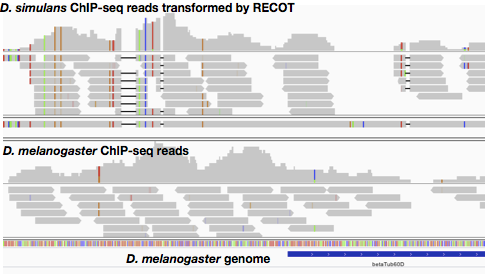 D. simulans ChIP-seq reads transformed by RECOT
D. melanogaster ChIP-seq reads
D. melanogaster genome
betaTub60D